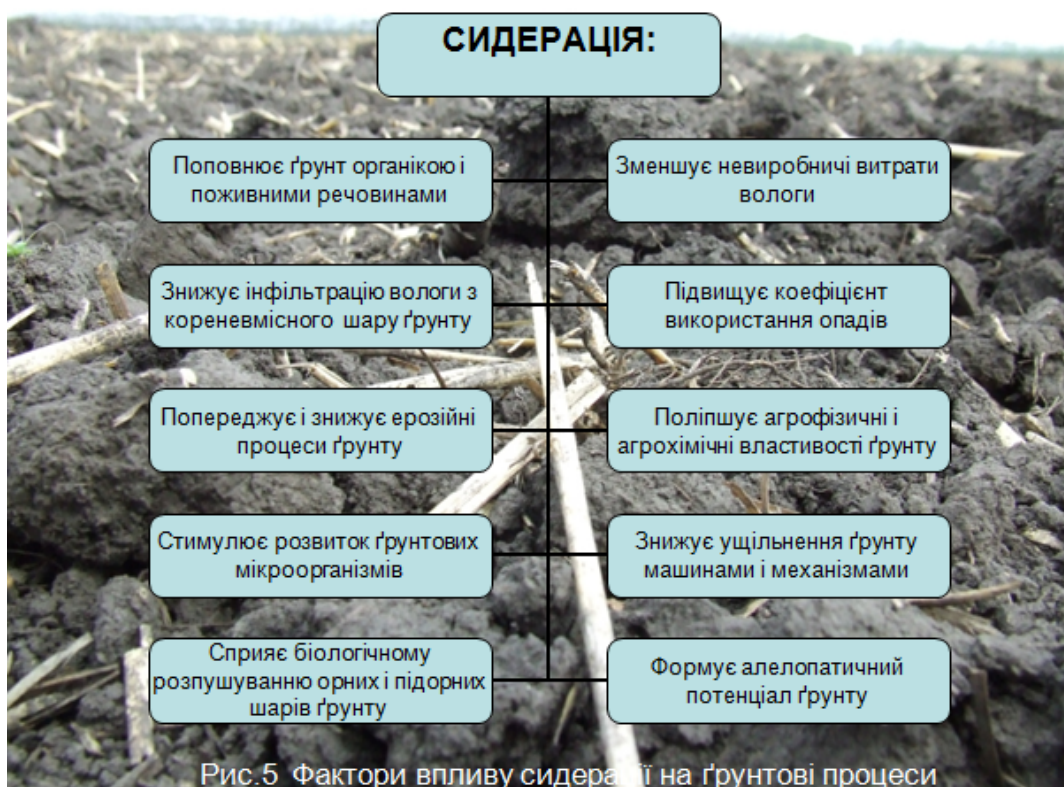 СИДЕРАЦІЯ:
Поповнює ґрунт органікою і
поживними речовинами
Зменшує невиробничі витрати
вологи
Знижує інфільтрацію вологи з
кореневмісного шару ґрунту
Підвищує коефіцієнт
використання опадів
Попереджує і знижує ерозійні
процеси ґрунту
Поліпшує агрофізичні і
агрохімічні властивості ґрунту
Стимулює розвиток ґрунтових
мікроорганізмів
Знижує ущільнення ґрунту
машинами і механізмами
Сприяє біологічному
розпушуванню орних і підорних
шарів ґрунту
Формує алелопатичний
потенціал ґрунту
Рис.5 Фактори впливу сидерації на ґрунтові процеси